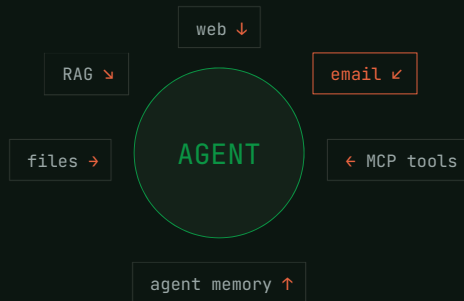 web ↓
RAG ↘
email ↙
AGENT
files →
← MCP tools
agent memory ↑